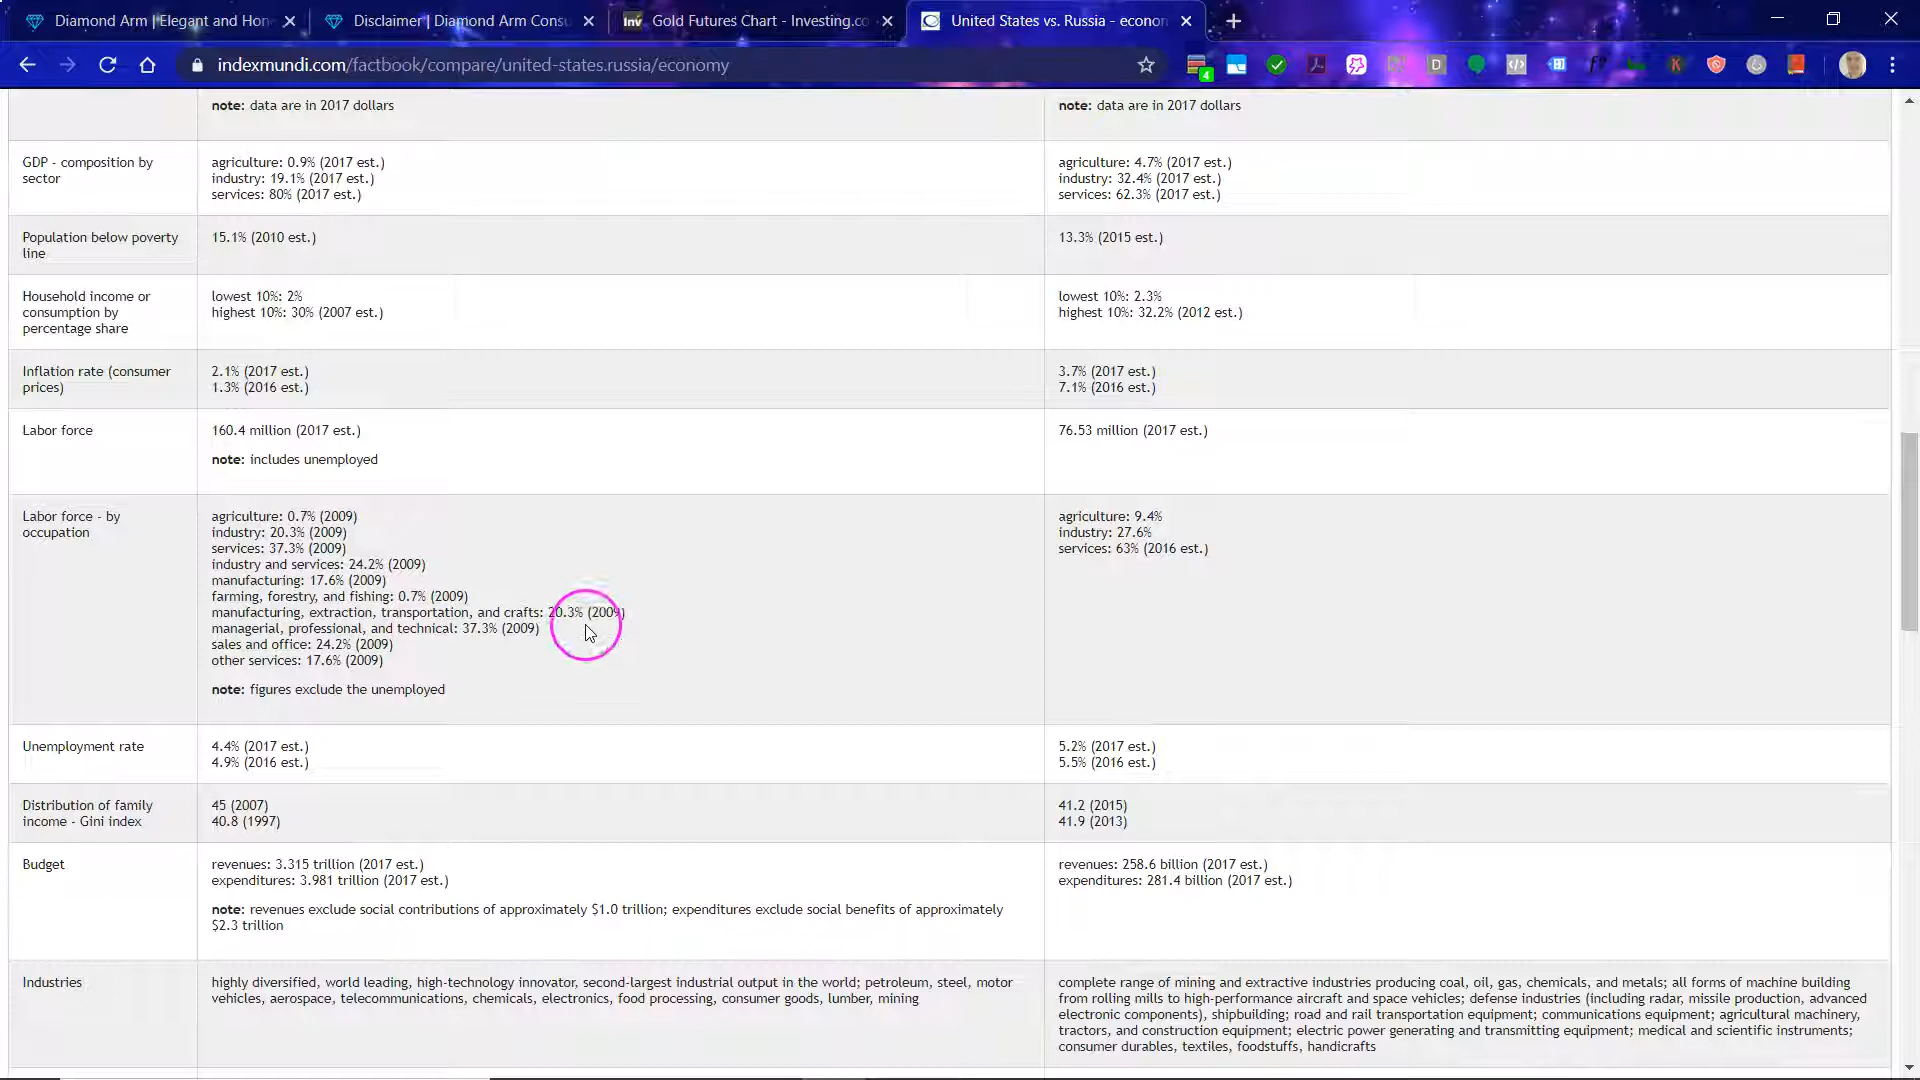 Diamond Arm |Elegant and Hon
Disclaimer | Diamond Arm Consu
Inv Gold Futures Chart - Investing.co
United States vs. Russia - econom
indexmundi.com/factbook/compare/united-states.russia/economy
4
D
K
note: data are in 2017 dollars
note: data are in 2017 dollars
GDP - composition by
sector
agriculture: 0.9% (2017 est.)
industry: 19.1% (2017 est.)
services: 80% (2017 est.)
agriculture: 4.7% (2017 est.)
industry: 32.4% (2017 est.)
services: 62.3% (2017 est.)
Population below poverty
line
15.1% (2010 est.)
13.3% (2015 est.)
Household income or
consumption by
percentage share
lowest 10%: 2%
highest 10%: 30% (2007 est.)
lowest 10%: 2.3%
highest 10%: 32.2% (2012 est.)
Inflation rate (consumer
prices)
2.1% (2017 est.)
1.3% (2016 est.)
3.7% (2017 est.)
7.1% (2016 est.)
Labor force
160.4 million (2017 est.)
note: includes unemployed
76.53 million (2017 est.)
Labor force - by
occupation
agriculture: 0.7% (2009)
industry: 20.3% (2009)
services: 37.3% (2009)
industry and services: 24.2% (2009)
manufacturing: 17.6% (2009)
farming, forestry, and fishing: 0.7% (2009)
manufacturing, extraction, transportation, and crafts: 20.3% (2009)
managerial, professional, and technical: 37.3% (2009)
sales and office: 24.2% (2009)
other services: 17.6% (2009)
note: figures exclude the unemployed
agriculture: 9.4%
industry: 27.6%
services: 63% (2016 est.)
Unemployment rate
4.4% (2017 est.)
4.9% (2016 est.)
5.2% (2017 est.)
5.5% (2016 est.)
Distribution of family
income - Gini index
45 (2007)
40.8 (1997)
41.2 (2015)
41.9 (2013)
Budget
revenues: 3.315 trillion (2017 est.)
expenditures: 3.981 trillion (2017 est.)
note: revenues exclude social contributions of approximately $1.0 trillion; expenditures exclude social benefits of approximately
$2.3 trillion
revenues: 258.6 billion (2017 est.)
expenditures: 281.4 billion (2017 est.)
Industries
highly diversified, world leading, high-technology innovator, second-largest industrial output in the world; petroleum, steel, motor
vehicles, aerospace, telecommunications, chemicals, electronics, food processing, consumer goods, lumber, mining
complete range of mining and extractive industries producing coal, oil, gas, chemicals, and metals; all forms of machine building
from rolling mills to high-performance aircraft and space vehicles; defense industries (including radar, missile production, advanced
electronic components), shipbuilding; road and rail transportation equipment; communications equipment; agricultural machinery,
tractors, and construction equipment; electric power generating and transmitting equipment; medical and scientific instruments;
consumer durables, textiles, foodstuffs, handicrafts